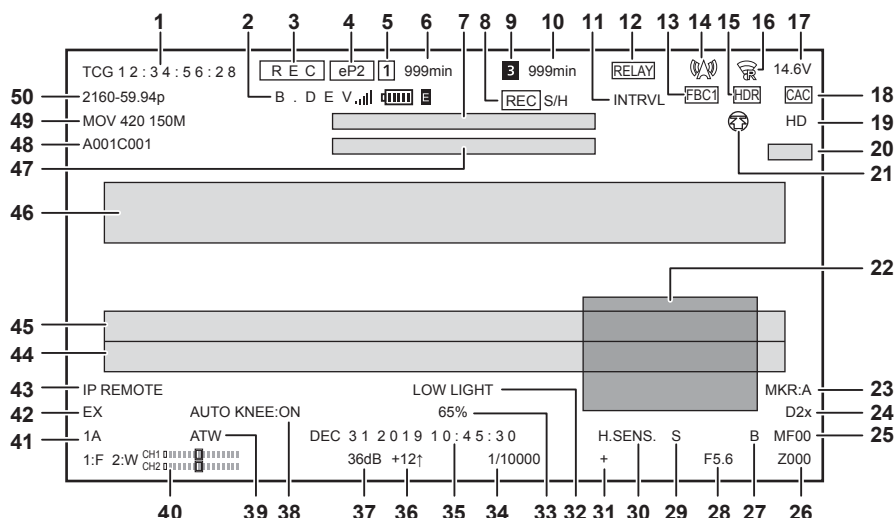 1 2 3 4 5 6 7 8 9 10 11 12 13 14 15 16 17
TCG 12:34:56:28 REC eP2 1 999min 3 999min RELAY R 14.6V
50 2160-59.94p B.DEV E REC S/H INTRVL FBC1 HDR CAC 18
49 MOV 420 150M HD 19
48 A001C001 20
47 21
46
22
45
44
43 IP REMOTE LOW LIGHT MKR:A 23
42 EX AUTO KNEE:ON 65% D2x 24
41 1A ATW DEC 31 2019 10:45:30 H.SENS. S B MF00 25
1:F 2:W CH1 CH2 36dB +12↑ 1/10000 + F5.6 Z000
40 39 38 37 36 35 34 33 32 31 30 29 28 27 26